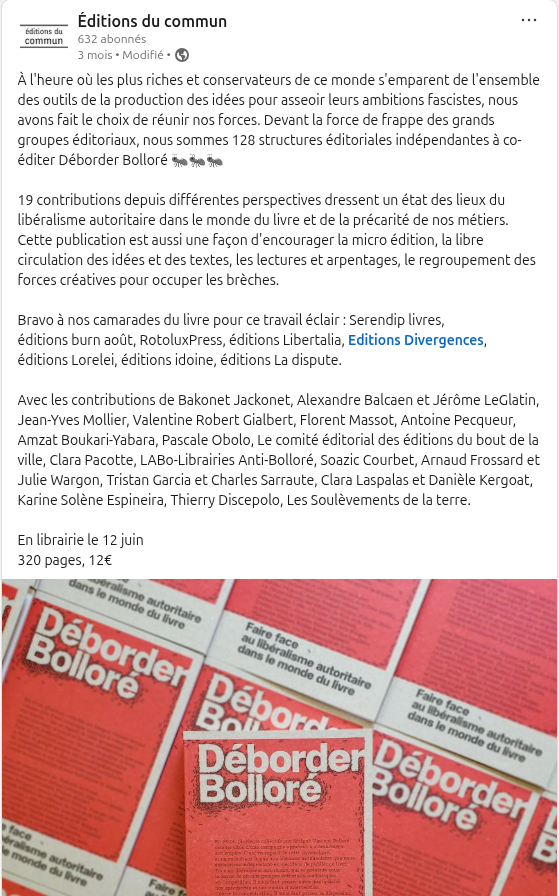 éditions du
commun
Éditions du commun
632 abonnés
3 mois • Modifié •
À l'heure où les plus riches et conservateurs de ce monde s'emparent de l'ensemble
des outils de la production des idées pour asseoir leurs ambitions fascistes, nous
avons fait le choix de réunir nos forces. Devant la force de frappe des grands
groupes éditoriaux, nous sommes 128 structures éditoriales indépendantes à co-
éditer Déborder Bolloré 🐜🐜🐜
19 contributions depuis différentes perspectives dressent un état des lieux du
libéralisme autoritaire dans le monde du livre et de la précarité de nos métiers.
Cette publication est aussi une façon d'encourager la micro édition, la libre
circulation des idées et des textes, les lectures et arpentages, le regroupement des
forces créatives pour occuper les brèches.
Bravo à nos camarades du livre pour ce travail éclair : Serendip livres,
éditions burn août, RotoluxPress, éditions Libertalia, Editions Divergences,
éditions Lorelei, éditions idoine, éditions La dispute.
Avec les contributions de Bakonet Jackonet, Alexandre Balcaen et Jérôme LeGlatin,
Jean-Yves Mollier, Valentine Robert Gialbert, Florent Massot, Antoine Pecqueur,
Amzat Boukari-Yabara, Pascale Obolo, Le comité éditorial des éditions du bout de la
ville, Clara Pacotte, LABo-Librairies Anti-Bolloré, Soazic Courbet, Arnaud Frossard et
Julie Wargon, Tristan Garcia et Charles Sarraute, Clara Laspalas et Danièle Kergoat,
Karine Solène Espineira, Thierry Discepolo, Les Soulèvements de la terre.
En librairie le 12 juin
320 pages, 12€
autoritaire
dans le monde du livre
Déborder
Bolloré
Faire face
au libéralisme autoritaire
dans le monde du livre
Faire face
au libéralisme autoritaire
dans le monde du livre
Déborder
Bolloré
Déborder
Bolloré
Déborder
Bolloré
autoritaire
du livre